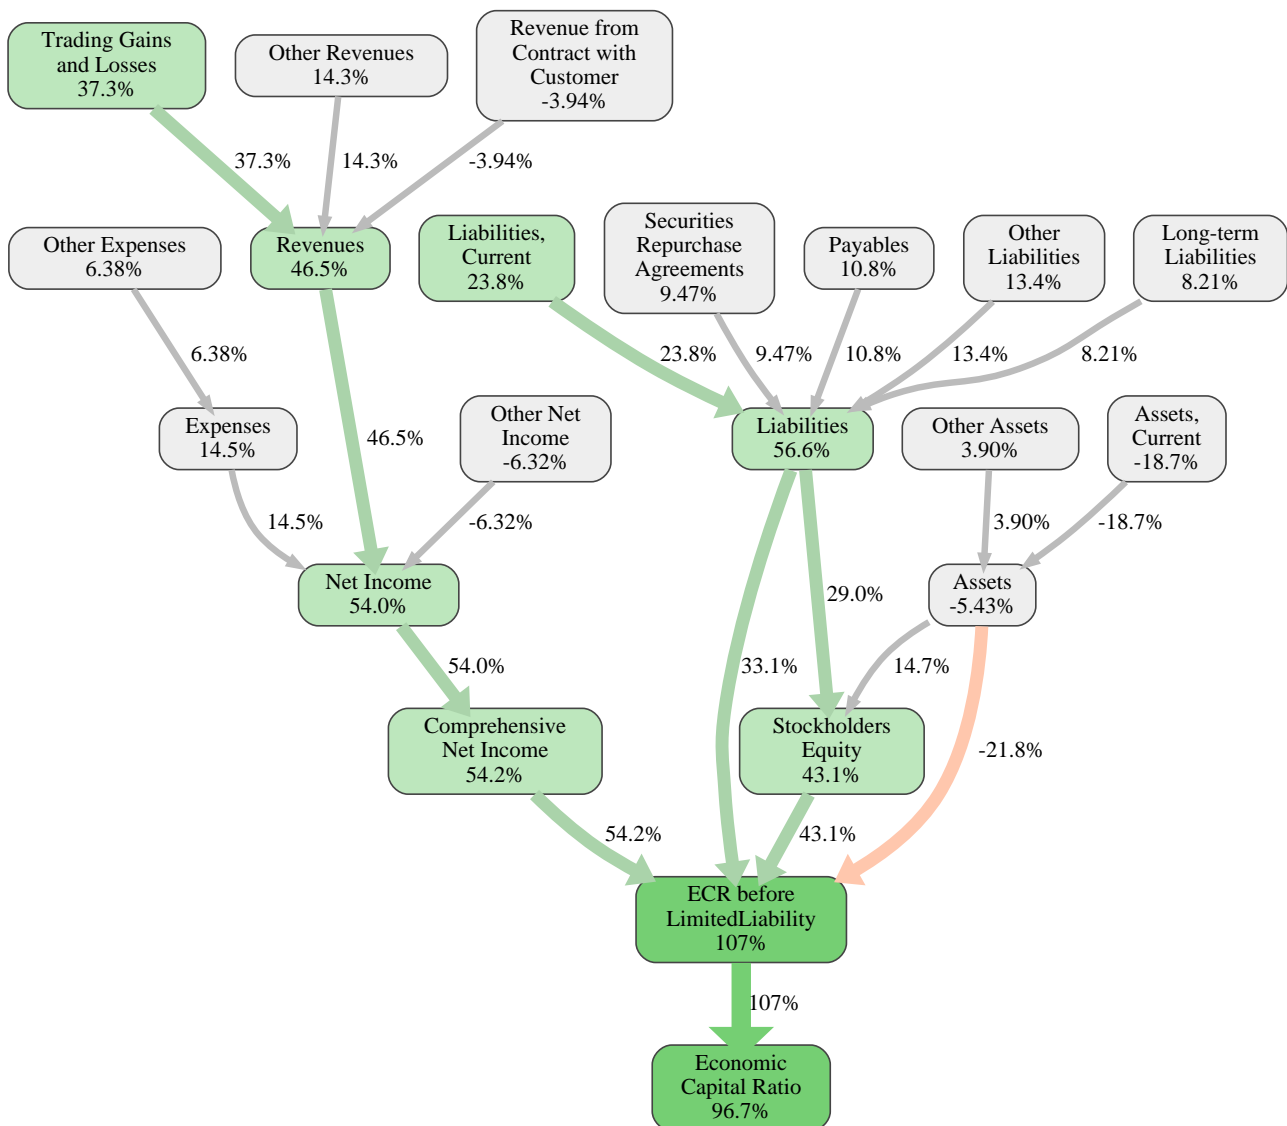 Trading Gains
and Losses
37.3%
Other Revenues
14.3%
Revenue from
Contract with
Customer
-3.94%
37.3%
14.3%
-3.94%
Other Expenses
6.38%
Revenues
46.5%
Liabilities,
Current
23.8%
Securities
Repurchase
Agreements
9.47%
Payables
10.8%
Other
Liabilities
13.4%
Long-term
Liabilities
8.21%
6.38%
23.8%
9.47%
10.8%
13.4%
8.21%
Expenses
14.5%
46.5%
Other Net
Income
-6.32%
Liabilities
56.6%
Other Assets
3.90%
Assets,
Current
-18.7%
14.5%
-6.32%
3.90%
-18.7%
Net Income
54.0%
29.0%
Assets
-5.43%
54.0%
33.1%
14.7%
Comprehensive
Net Income
54.2%
Stockholders
Equity
43.1%
-21.8%
54.2%
43.1%
ECR before
LimitedLiability
107%
107%
Economic
Capital Ratio
96.7%